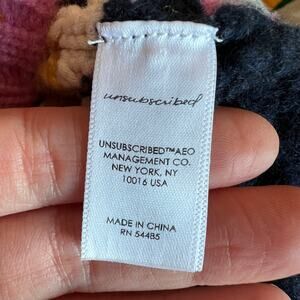 unsubscribed
UNSUBSCRIBED™AEO
MANAGEMENT CO.
NEW YORK, NY
10016 USA
MADE IN CHINA
RN 54485